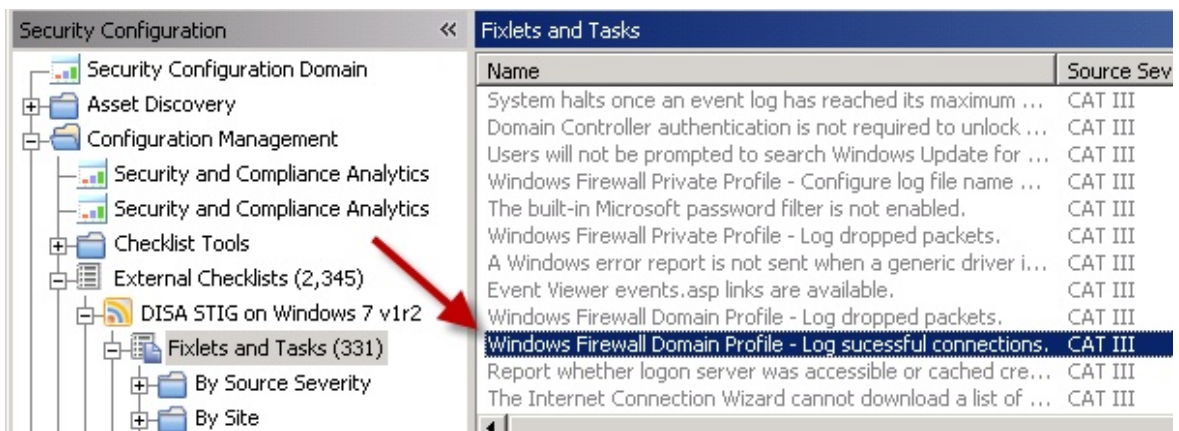 Security Configuration
Security Configuration Domain
Asset Discovery
Configuration Management
Security and Compliance Analytics
Security and Compliance Analytics
Checklist Tools
External Checklists (2,345)
DISA STIG on Windows 7 v1r2
Fixlets and Tasks (331)
By Source Severity
By Site
Fixlets and Tasks
Name Source Sev
System halts once an event log has reached its maximum ... CAT III
Domain Controller authentication is not required to unlock ... CAT III
Users will not be prompted to search Windows Update for ... CAT III
Windows Firewall Private Profile - Configure log file name ... CAT III
The built-in Microsoft password filter is not enabled. CAT III
Windows Firewall Private Profile - Log dropped packets. CAT III
A Windows error report is not sent when a generic driver i... CAT III
Event Viewer events.asp links are available. CAT III
Windows Firewall Domain Profile - Log dropped packets. CAT III
Windows Firewall Domain Profile - Log sucessful connections. CAT III
Report whether logon server was accessible or cached cre... CAT III
The Internet Connection Wizard cannot download a list of ... CAT III